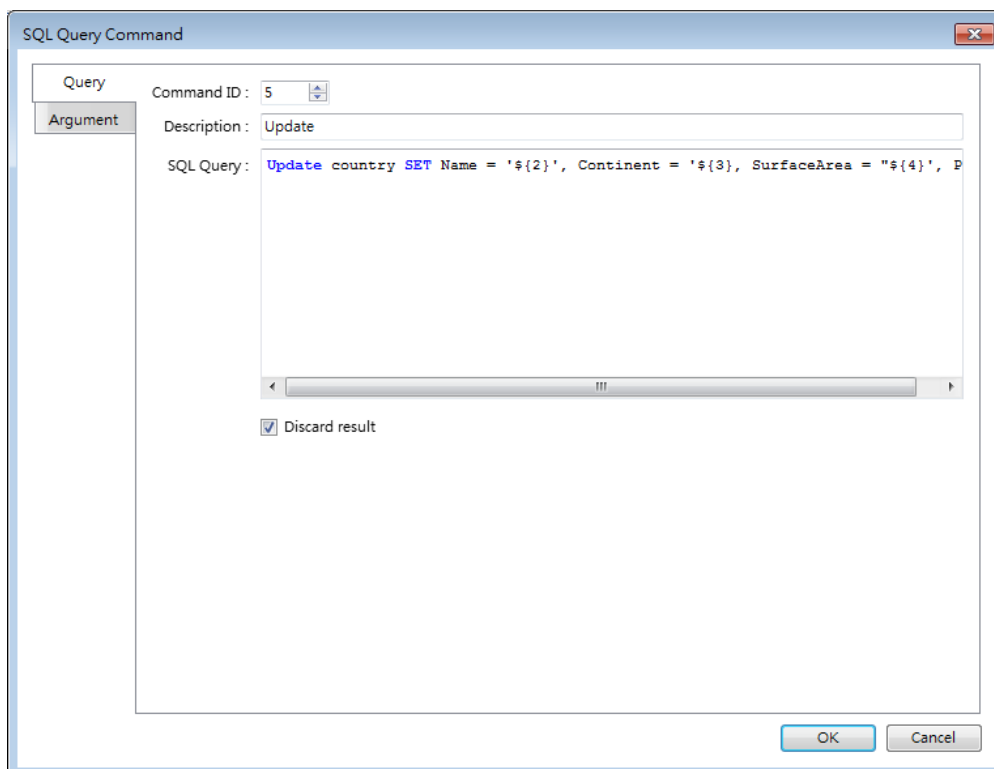 SQL Query Command
Query
Argument
Command ID : 5
Description : Update
SQL Query : Update country SET Name = '${2}', Continent = '${3}, SurfaceArea = "${4}', P
Discard result
OK Cancel